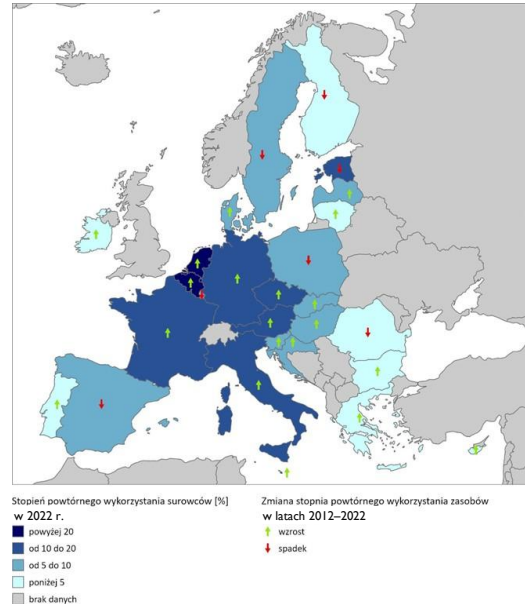 Stopień powtórnego wykorzystania surowców [%]
w 2022 r.
powyżej 20
od 10 do 20
od 5 do 10
poniżej 5
brak danych
Zmiana stopnia powtórnego wykorzystania zasobów
w latach 2012–2022
wzrost
spadek